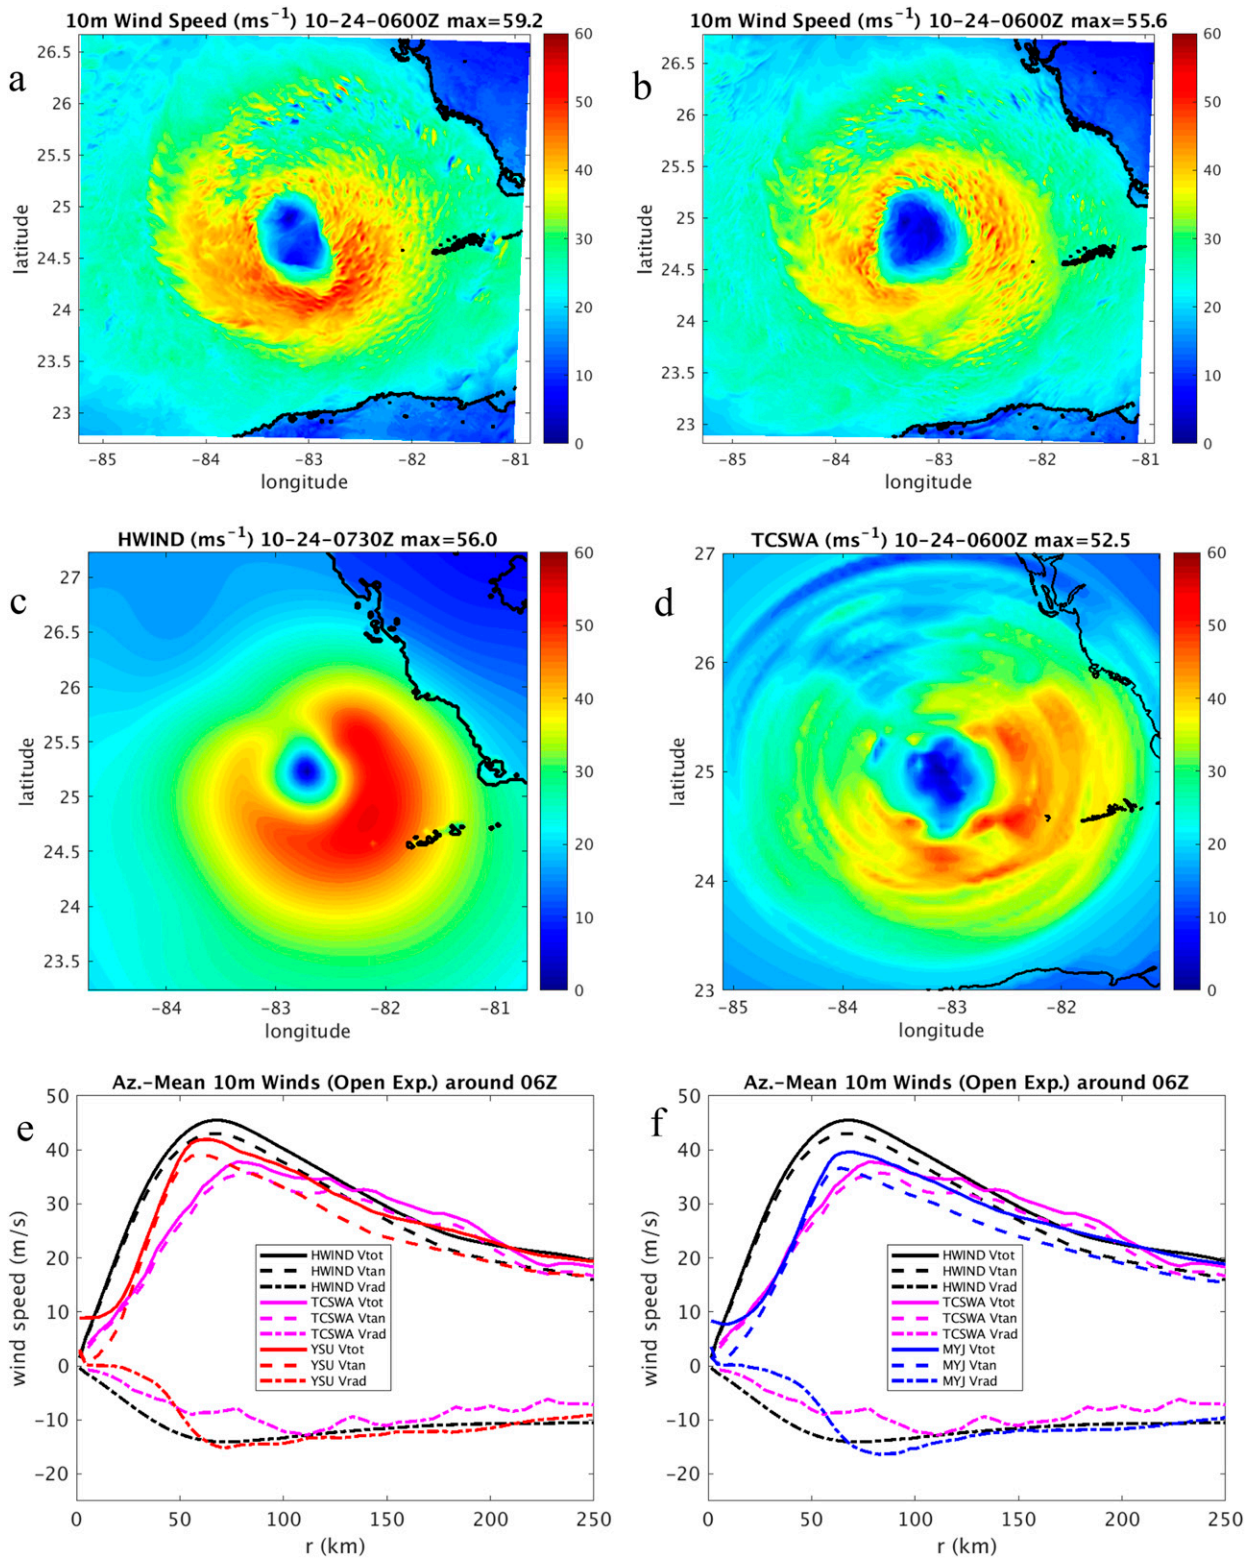 10m Wind Speed (ms⁻¹) 10-24-0600Z max=59.2
a
26.5
26
25.5
25
24.5
24
23.5
23
latitude
−85
−84
−83
−82
−81
longitude
60
50
40
30
20
10
0
10m Wind Speed (ms⁻¹) 10-24-0600Z max=55.6
b
26.5
26
25.5
25
24.5
24
23.5
23
latitude
−85
−84
−83
−82
−81
longitude
60
50
40
30
20
10
0
HWIND (ms⁻¹) 10-24-0730Z max=56.0
c
27
26.5
26
25.5
25
24.5
24
23.5
latitude
−84
−83
−82
−81
longitude
60
50
40
30
20
10
0
TCSWA (ms⁻¹) 10-24-0600Z max=52.5
d
27
26
25
24
23
latitude
−85
−84
−83
−82
longitude
60
50
40
30
20
10
0
Az.-Mean 10m Winds (Open Exp.) around 06Z
e
50
40
30
20
10
0
−10
−20
wind speed (m/s)
HWIND Vtot
HWIND Vtan
HWIND Vrad
TCSWA Vtot
TCSWA Vtan
TCSWA Vrad
YSU Vtot
YSU Vtan
YSU Vrad
0
50
100
150
200
250
r (km)
Az.-Mean 10m Winds (Open Exp.) around 06Z
f
50
40
30
20
10
0
−10
−20
wind speed (m/s)
HWIND Vtot
HWIND Vtan
HWIND Vrad
TCSWA Vtot
TCSWA Vtan
TCSWA Vrad
MYJ Vtot
MYJ Vtan
MYJ Vrad
0
50
100
150
200
250
r (km)